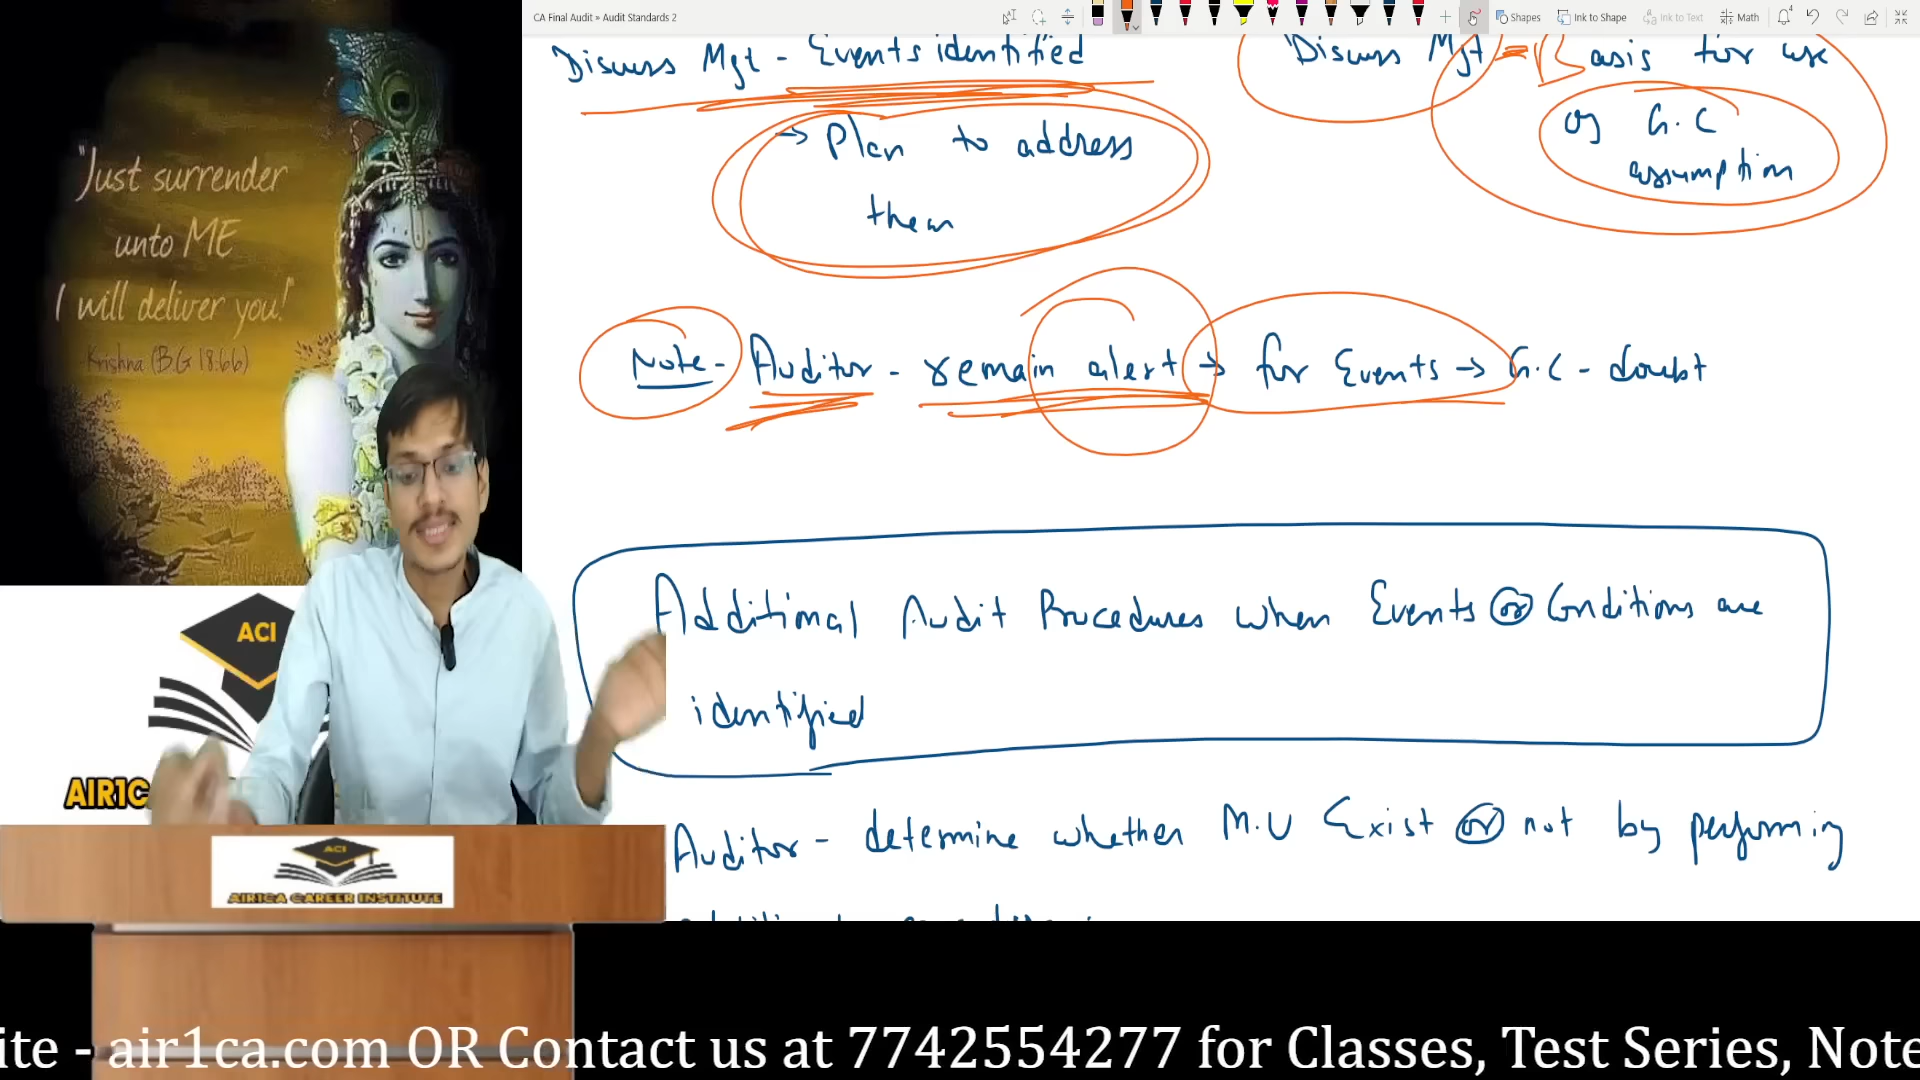 CA Final Audit » Audit Standards 2
Shapes
Ink to Shape
Ink to Text
Math
"Just surrender
unto ME
I will deliver you!"
-Krishna (B.G 18.66)
Discuss Mgt - Events identified
→ Plan to address
them
Discuss Mgt = Basis for use
of G.C
assumption
Note - Auditor - remain alert → for Events → G.C - doubt
Additional Audit Procedures when Events or Conditions are
identified
Auditor - determine whether M.U Exist or not by performing
ACI
AIR1C
ACI
AIR1CA CAREER INSTITUTE
ite - air1ca.com OR Contact us at 7742554277 for Classes, Test Series, Note